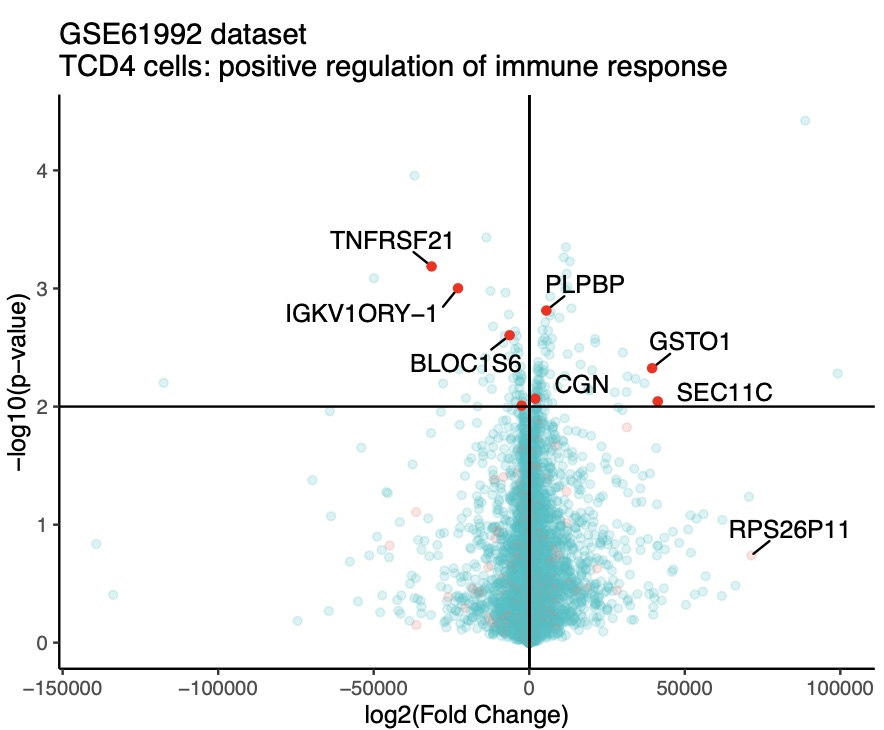 GSE61992 dataset
TCD4 cells: positive regulation of immune response
4
3
2
1
0
−log10(p−value)
TNFRSF21
IGKV1ORY−1
PLPBP
BLOC1S6
GSTO1
CGN
SEC11C
RPS26P11
−150000
−100000
−50000
0
50000
100000
log2(Fold Change)